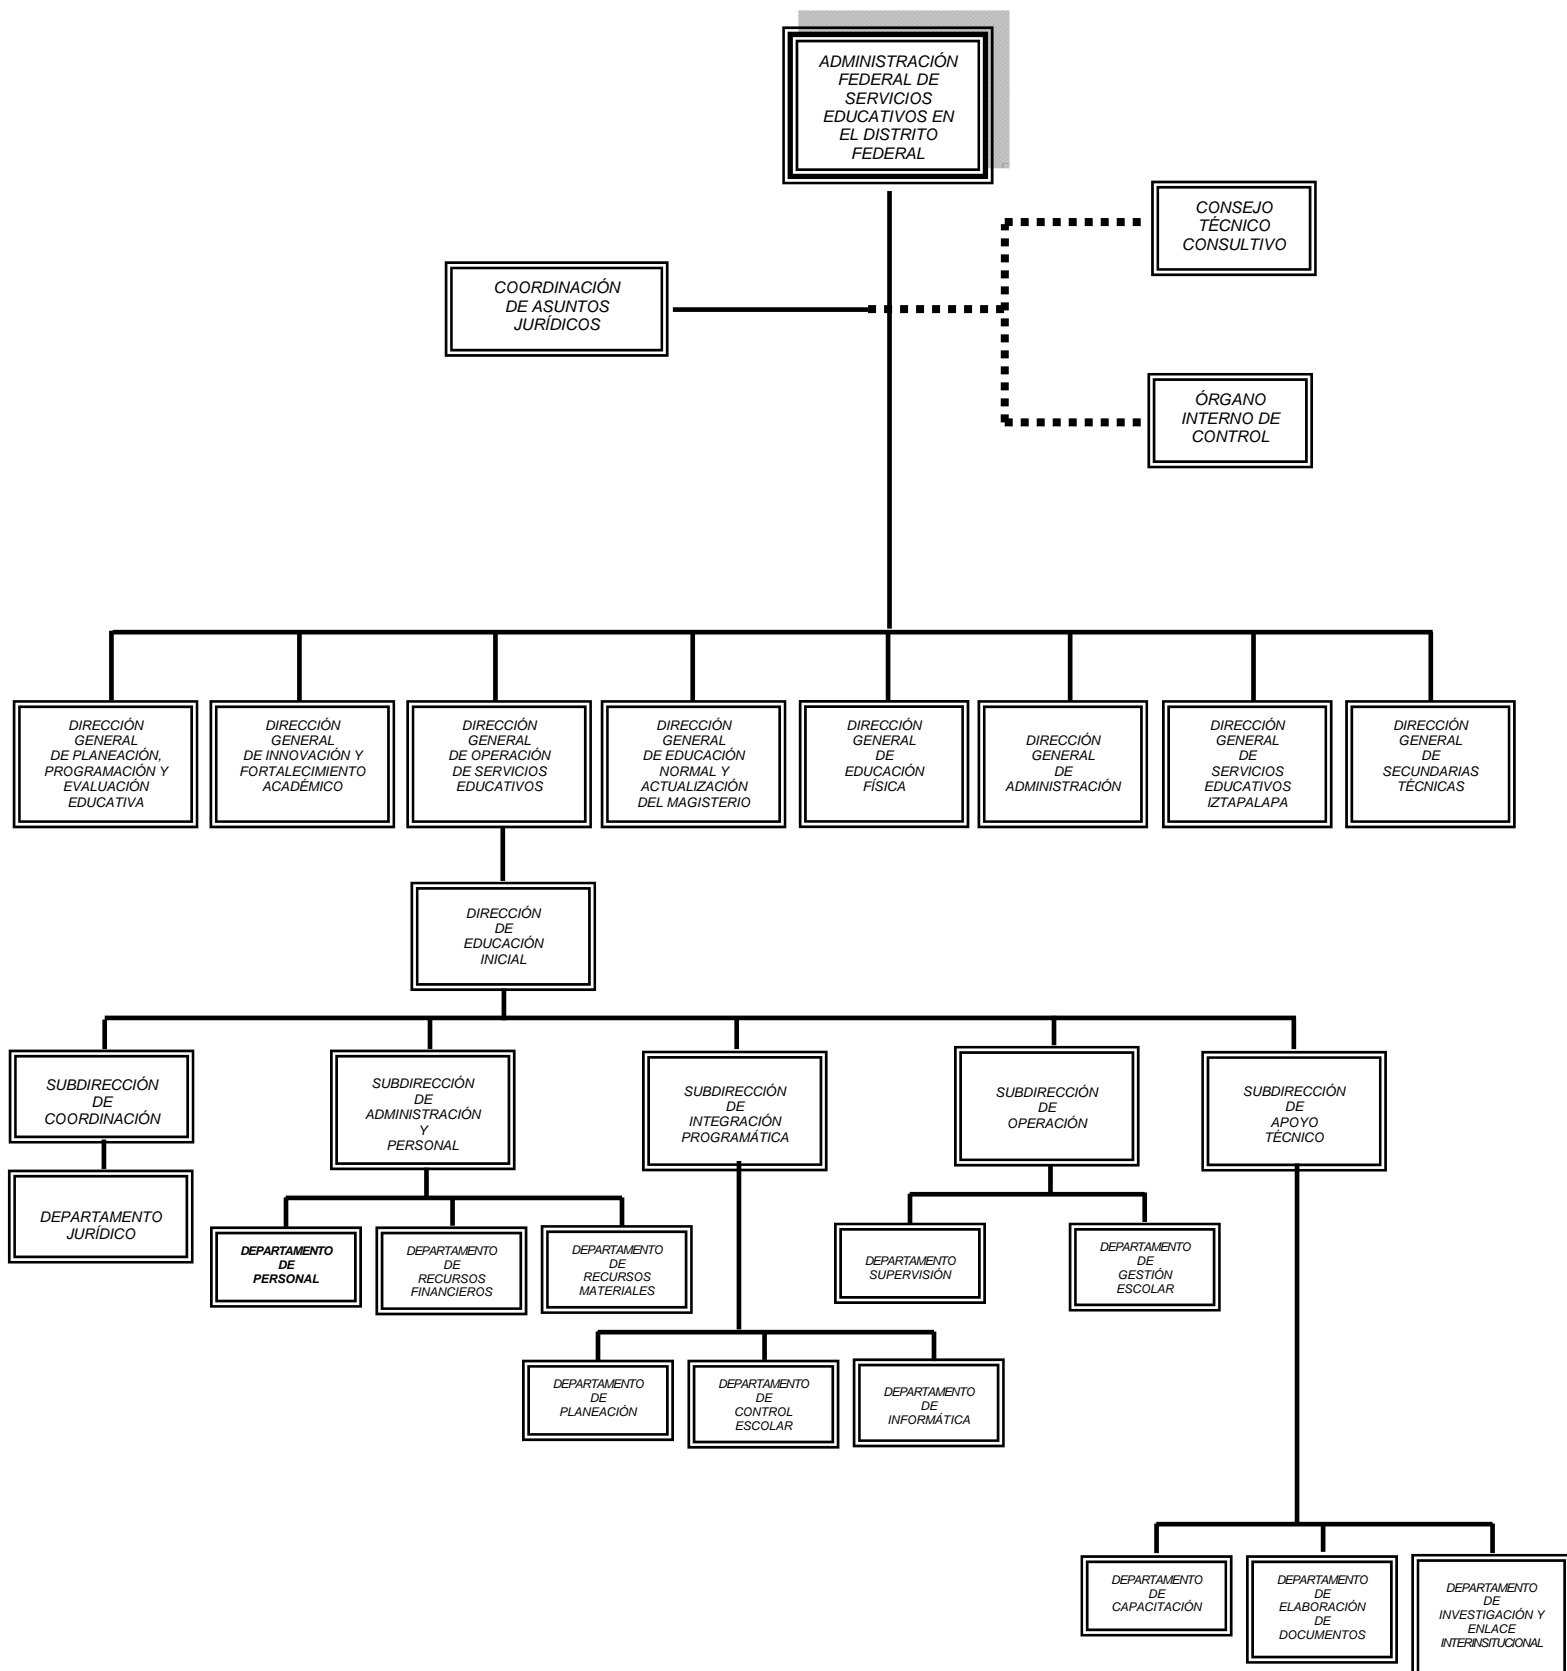 ADMINISTRACIÓN
FEDERAL DE
SERVICIOS
EDUCATIVOS EN
EL DISTRITO
FEDERAL
CONSEJO
TÉCNICO
CONSULTIVO
COORDINACIÓN
DE ASUNTOS
JURÍDICOS
ÓRGANO
INTERNO DE
CONTROL
DIRECCIÓN
GENERAL
DE PLANEACIÓN,
PROGRAMACIÓN Y
EVALUACIÓN
EDUCATIVA
DIRECCIÓN
GENERAL
DE INNOVACIÓN Y
FORTALECIMIENTO
ACADÉMICO
DIRECCIÓN
GENERAL
DE OPERACIÓN
DE SERVICIOS
EDUCATIVOS
DIRECCIÓN
GENERAL
DE EDUCACIÓN
NORMAL Y
ACTUALIZACIÓN
DEL MAGISTERIO
DIRECCIÓN
GENERAL
DE
EDUCACIÓN
FÍSICA
DIRECCIÓN
GENERAL
DE
ADMINISTRACIÓN
DIRECCIÓN
GENERAL
DE
SERVICIOS
EDUCATIVOS
IZTAPALAPA
DIRECCIÓN
GENERAL
DE
SECUNDARIAS
TÉCNICAS
DIRECCIÓN
DE
EDUCACIÓN
INICIAL
SUBDIRECCIÓN
DE
COORDINACIÓN
SUBDIRECCIÓN
DE
ADMINISTRACIÓN
Y
PERSONAL
SUBDIRECCIÓN
DE
INTEGRACIÓN
PROGRAMÁTICA
SUBDIRECCIÓN
DE
OPERACIÓN
SUBDIRECCIÓN
DE
APOYO
TÉCNICO
DEPARTAMENTO
JURÍDICO
DEPARTAMENTO
DE
PERSONAL
DEPARTAMENTO
DE
RECURSOS
FINANCIEROS
DEPARTAMENTO
DE
RECURSOS
MATERIALES
DEPARTAMENTO
SUPERVISIÓN
DEPARTAMENTO
DE
GESTIÓN
ESCOLAR
DEPARTAMENTO
DE
PLANEACIÓN
DEPARTAMENTO
DE
CONTROL
ESCOLAR
DEPARTAMENTO
DE
INFORMÁTICA
DEPARTAMENTO
DE
CAPACITACIÓN
DEPARTAMENTO
DE
ELABORACIÓN
DE
DOCUMENTOS
DEPARTAMENTO
DE
INVESTIGACIÓN Y
ENLACE
INTERINSITUCIONAL